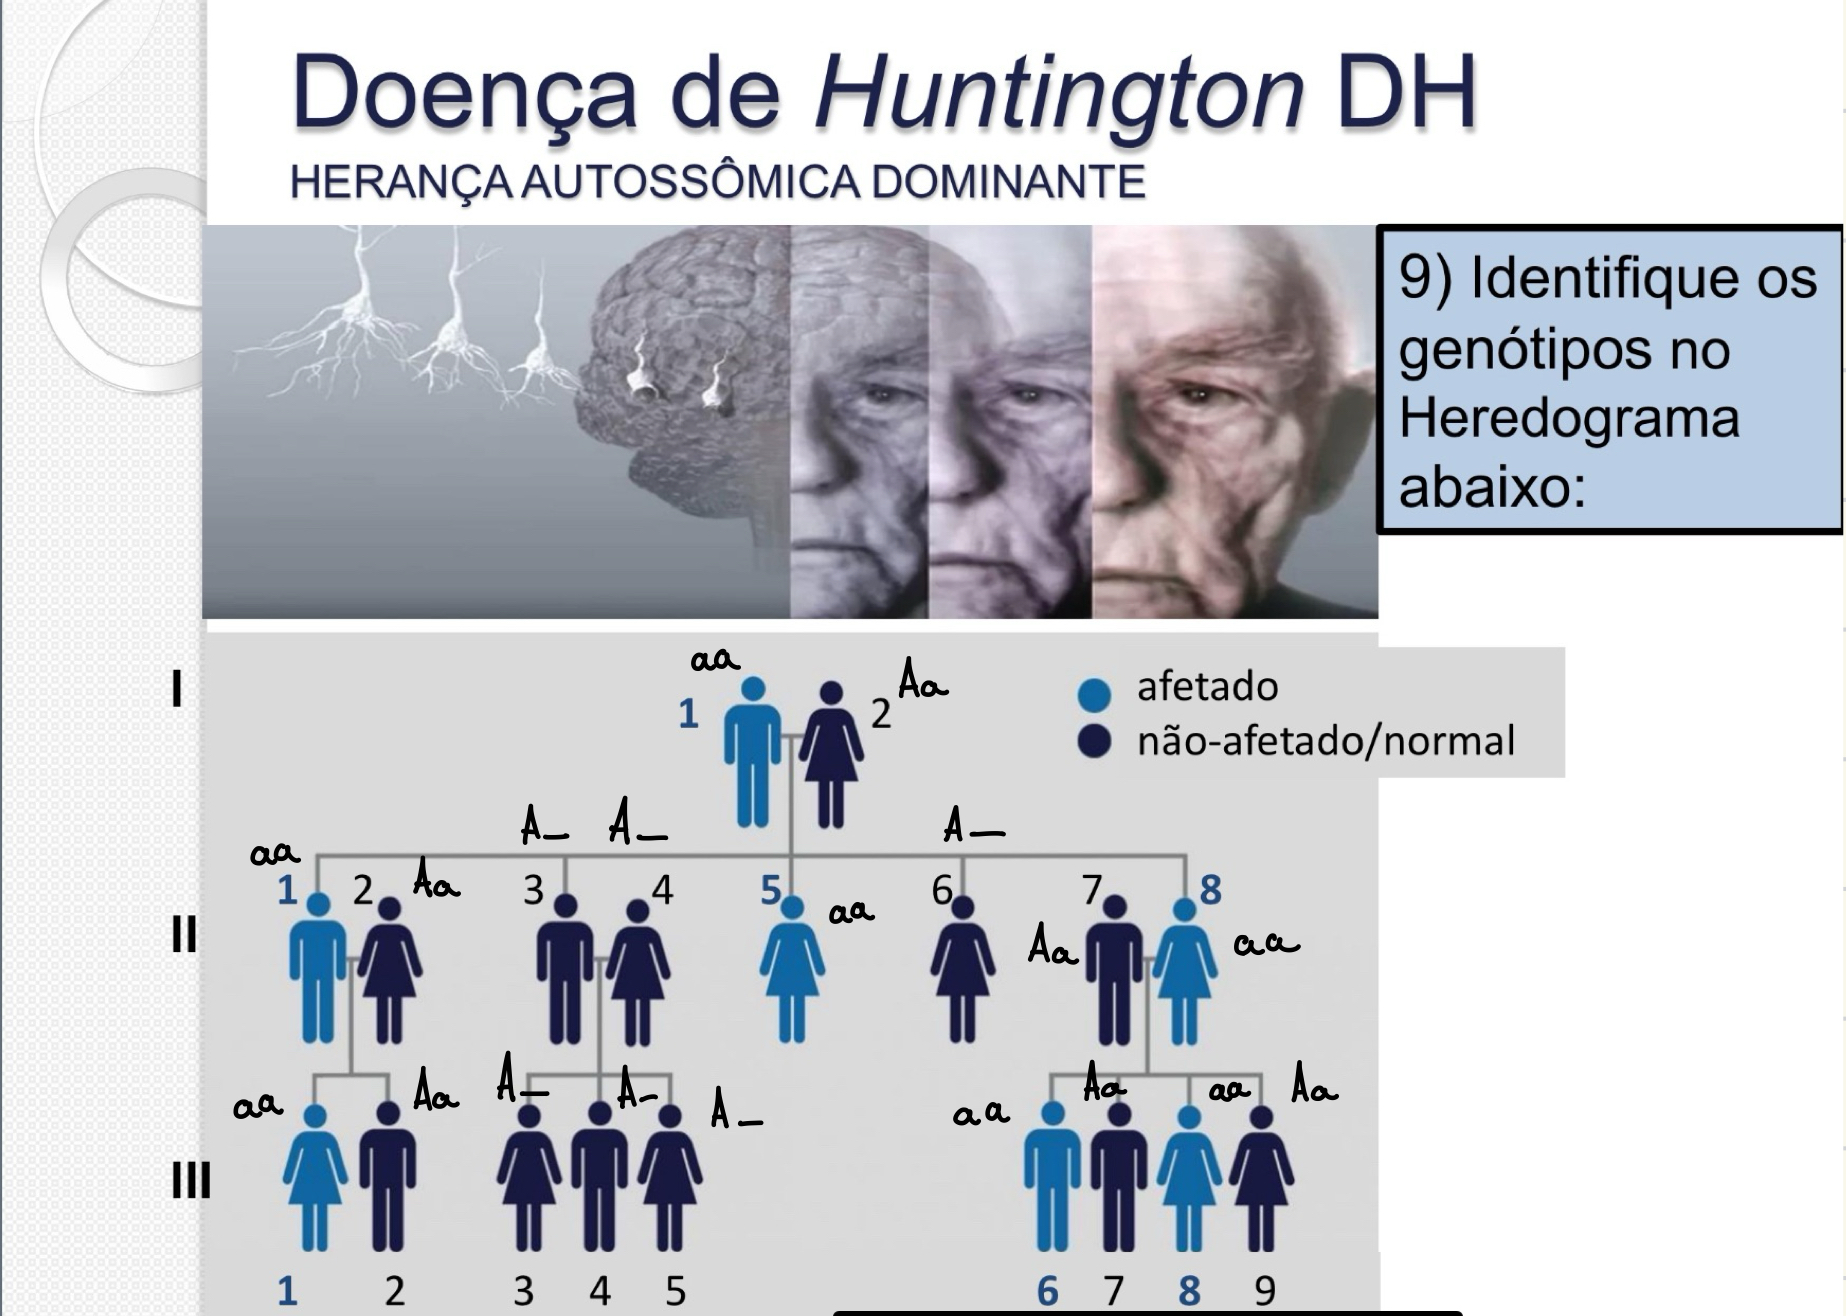 Doença de Huntington DH
HERANÇA AUTOSSÔMICA DOMINANTE
9) Identifique os
genótipos no
Heredograma
abaixo:
I
aa
1
2
Aa
afetado
não-afetado/normal
A_ A_ A_
aa
1 2 Aa 3 4 5 aa 6 7 8
II
Aa
aa
aa
Aa A_ A- A_
aa Aa aa Aa
III
1 2 3 4 5 6 7 8 9